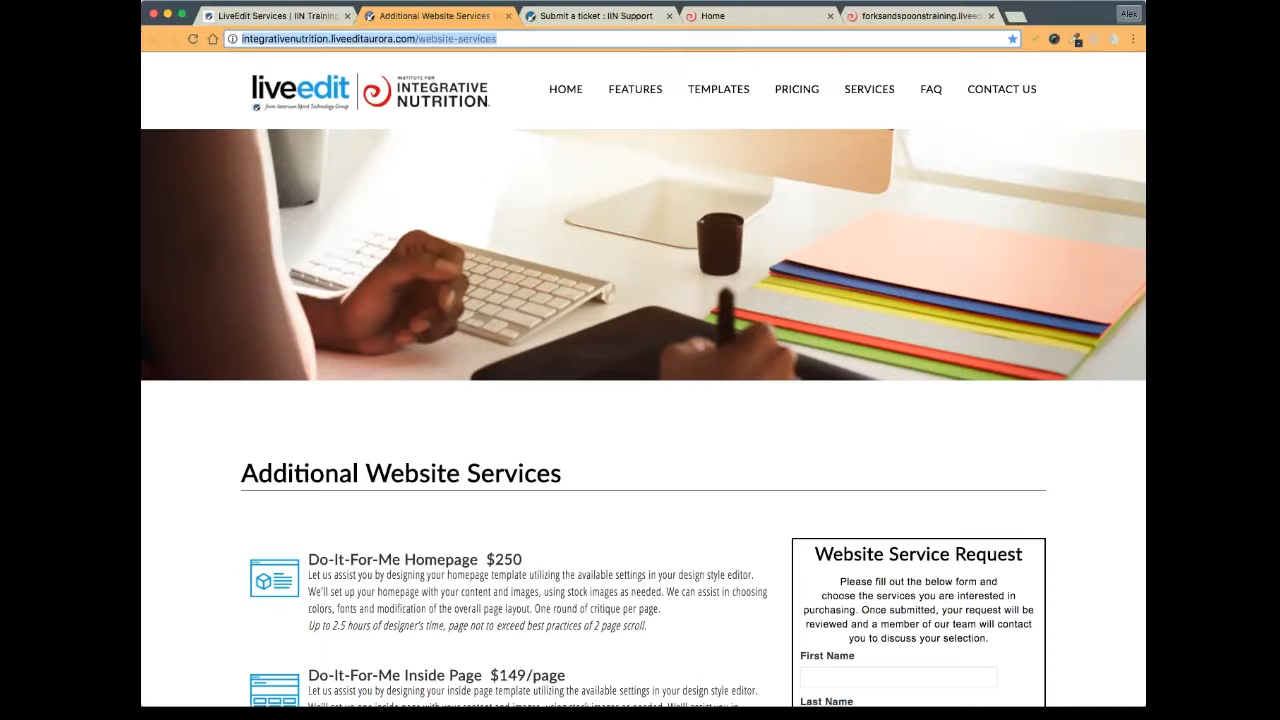 LiveEdit Services | IIN Training
Additional Website Services
Submit a ticket : IIN Support
Home
forksandspoonstraining.liveed
Alex
integrativenutrition.liveeditaurora.com/website-services
liveedit
from American Spirit Technology Group
INSTITUTE FOR
INTEGRATIVE
NUTRITION.
HOME
FEATURES
TEMPLATES
PRICING
SERVICES
FAQ
CONTACT US
Additional Website Services
Do-It-For-Me Homepage $250
Let us assist you by designing your homepage template utilizing the available settings in your design style editor.
We'll set up your homepage with your content and images, using stock images as needed. We can assist in choosing
colors, fonts and modification of the overall page layout. One round of critique per page.
Up to 2.5 hours of designer's time, page not to exceed best practices of 2 page scroll.
Do-It-For-Me Inside Page $149/page
Let us assist you by designing your inside page template utilizing the available settings in your design style editor.
We'll set up one inside page with your content and images, using stock images as needed. We'll assist you in
Website Service Request
Please fill out the below form and
choose the services you are interested in
purchasing. Once submitted, your request will be
reviewed and a member of our team will contact
you to discuss your selection.
First Name
Last Name